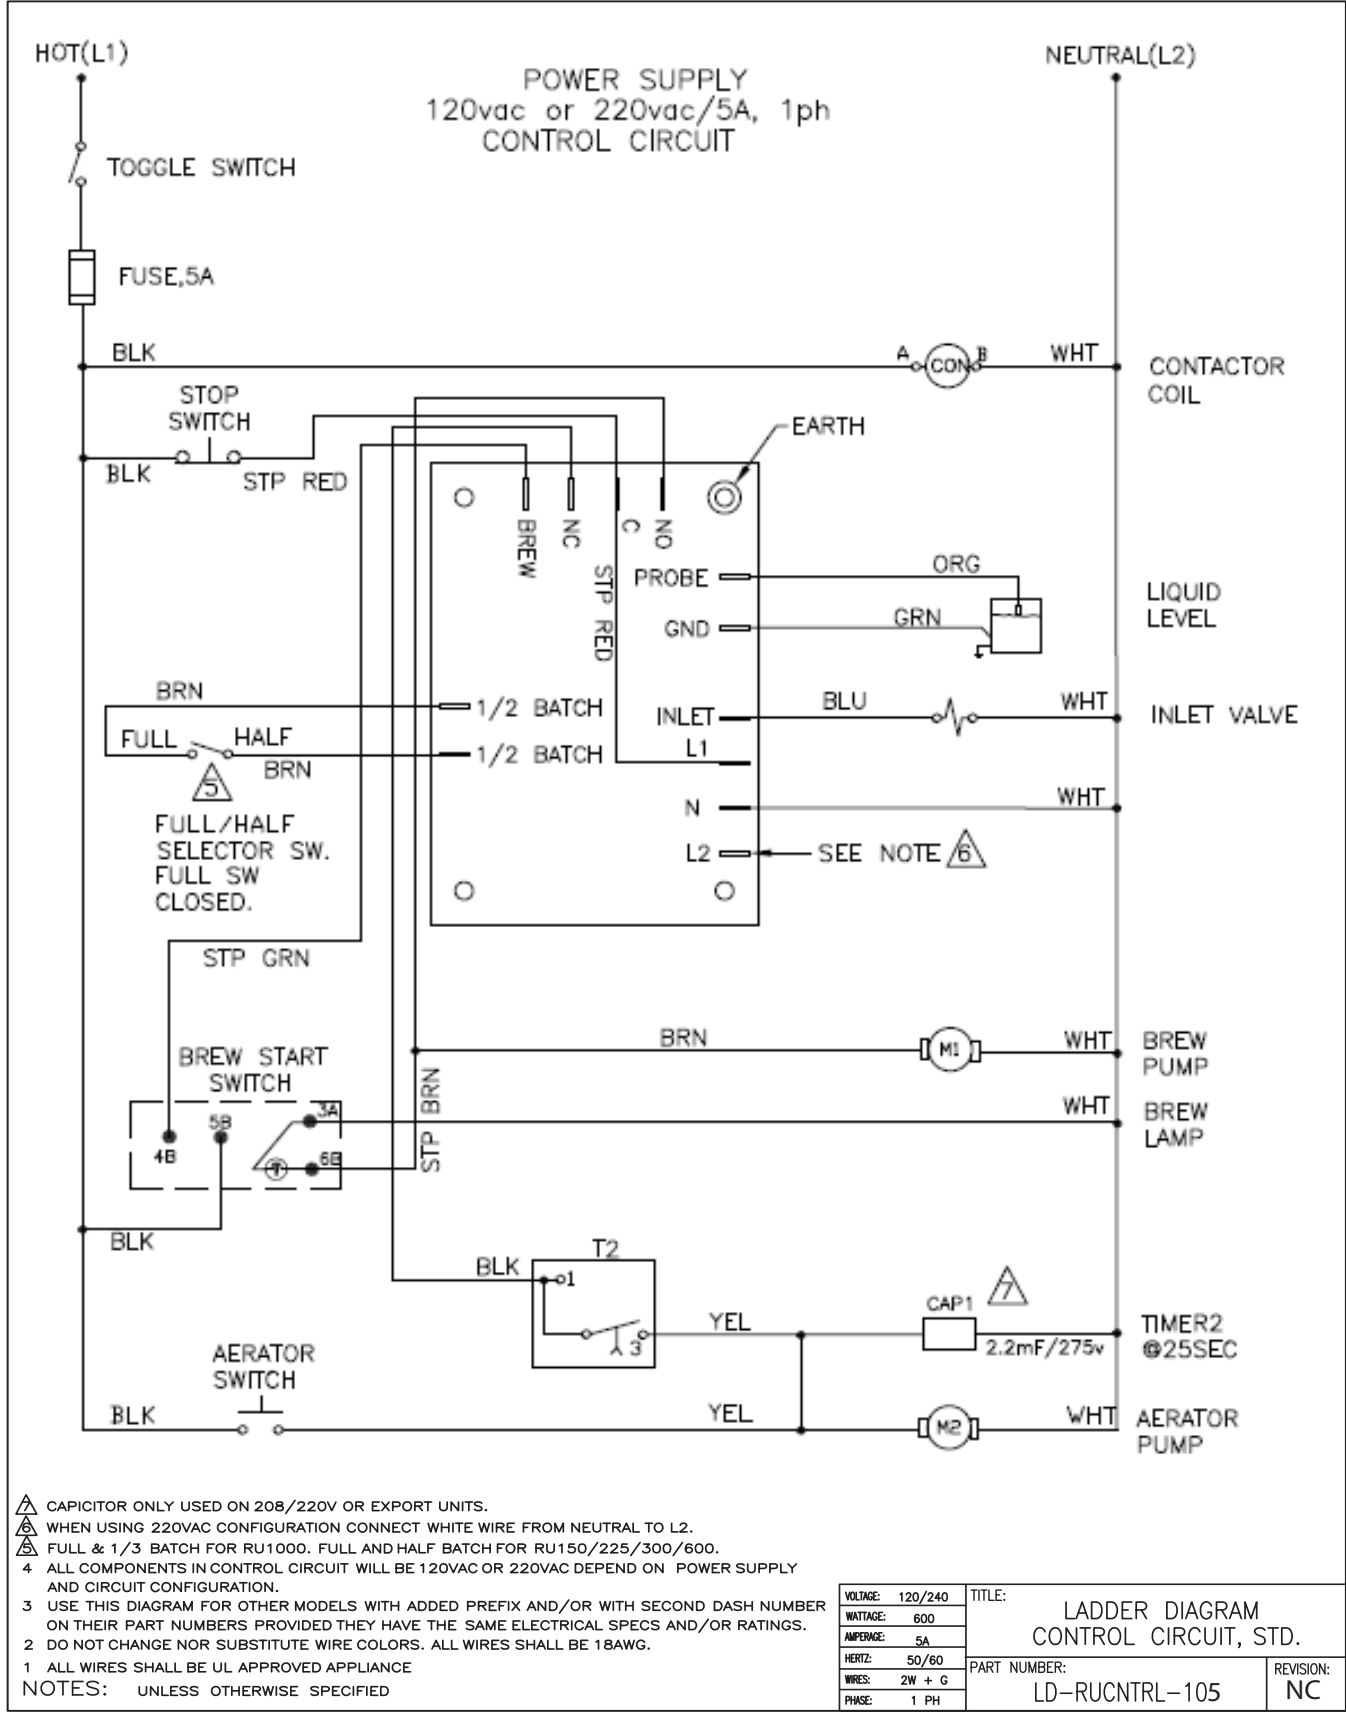 HOT(L1)
NEUTRAL(L2)
POWER SUPPLY
120vac or 220vac/5A, 1ph
CONTROL CIRCUIT
TOGGLE SWITCH
FUSE,5A
BLK
A
CON
B
WHT
CONTACTOR
COIL
STOP
SWITCH
BLK
STP RED
EARTH
BREW
NC
C
NO
STP RED
PROBE
ORG
GND
GRN
LIQUID
LEVEL
BRN
1/2 BATCH
FULL
HALF
BRN
1/2 BATCH
INLET
BLU
WHT
INLET VALVE
L1
N
WHT
L2
SEE NOTE 6
5
FULL/HALF
SELECTOR SW.
FULL SW
CLOSED.
STP GRN
BRN
M1
WHT
BREW
PUMP
BREW START
SWITCH
STP BRN
4B
5B
3A
6B
T
WHT
BREW
LAMP
BLK
BLK
T2
1
3
YEL
CAP1
7
2.2mF/275v
TIMER2
@25SEC
AERATOR
SWITCH
BLK
YEL
M2
WHT
AERATOR
PUMP
7 CAPICITOR ONLY USED ON 208/220V OR EXPORT UNITS.
6 WHEN USING 220VAC CONFIGURATION CONNECT WHITE WIRE FROM NEUTRAL TO L2.
5 FULL & 1/3 BATCH FOR RU1000. FULL AND HALF BATCH FOR RU150/225/300/600.
4 ALL COMPONENTS IN CONTROL CIRCUIT WILL BE 120VAC OR 220VAC DEPEND ON POWER SUPPLY
AND CIRCUIT CONFIGURATION.
3 USE THIS DIAGRAM FOR OTHER MODELS WITH ADDED PREFIX AND/OR WITH SECOND DASH NUMBER
ON THEIR PART NUMBERS PROVIDED THEY HAVE THE SAME ELECTRICAL SPECS AND/OR RATINGS.
2 DO NOT CHANGE NOR SUBSTITUTE WIRE COLORS. ALL WIRES SHALL BE 18AWG.
1 ALL WIRES SHALL BE UL APPROVED APPLIANCE
NOTES: UNLESS OTHERWISE SPECIFIED
VOLTAGE: 120/240
WATTAGE: 600
AMPERAGE: 5A
HERTZ: 50/60
WIRES: 2W + G
PHASE: 1 PH
TITLE:
LADDER DIAGRAM
CONTROL CIRCUIT, STD.
PART NUMBER:
LD-RUCNTRL-105
REVISION:
NC